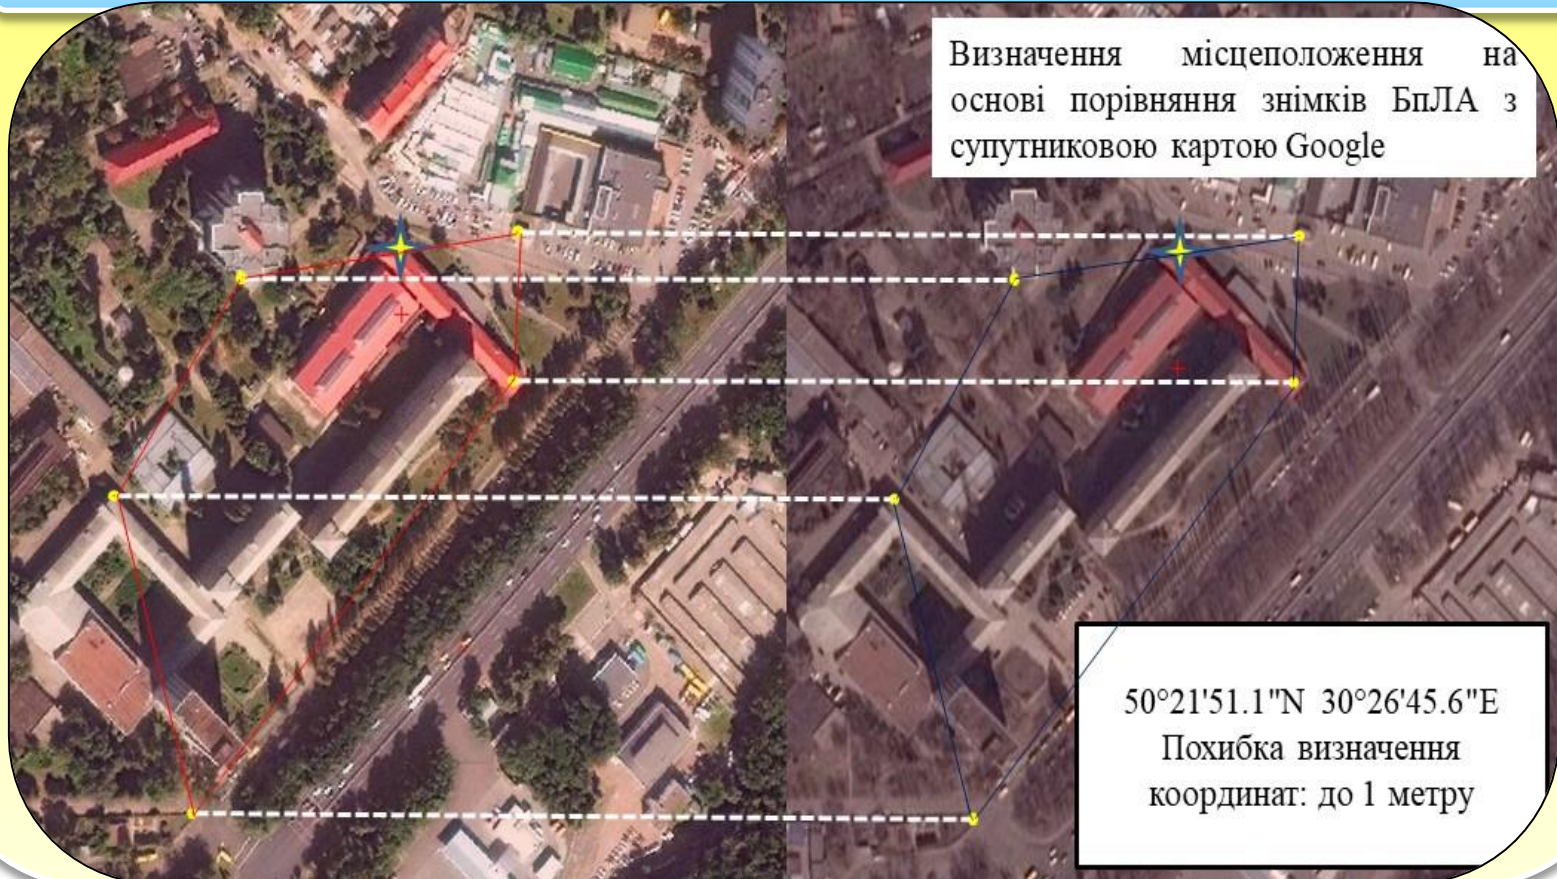 Визначення місцеположення на
основі порівняння знімків БпЛА з
супутниковою картою Google
50°21'51.1"N 30°26'45.6"E
Похибка визначення
координат: до 1 метру